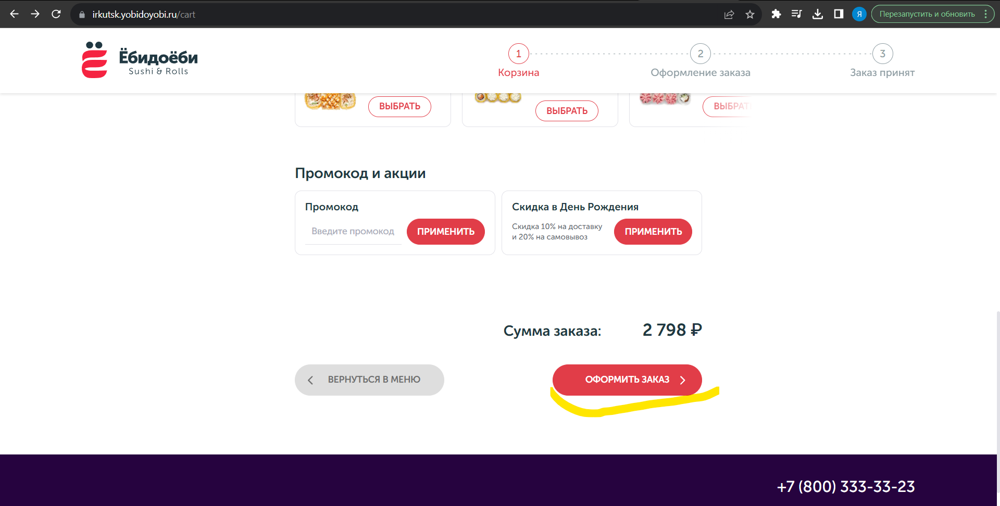 irkutsk.yobidoyobi.ru/cart
Я
Перезапустить и обновить
Ёбидоёби
Sushi & Rolls
1
2
3
Корзина
Оформление заказа
Заказ принят
ВЫБРАТЬ
ВЫБРАТЬ
ВЫБРАТ
Промокод и акции
Промокод
Введите промокод
ПРИМЕНИТЬ
Скидка в День Рождения
Скидка 10% на доставку
и 20% на самовывоз
ПРИМЕНИТЬ
Сумма заказа: 2 798 ₽
ВЕРНУТЬСЯ В МЕНЮ
ОФОРМИТЬ ЗАКАЗ
+7 (800) 333-33-23